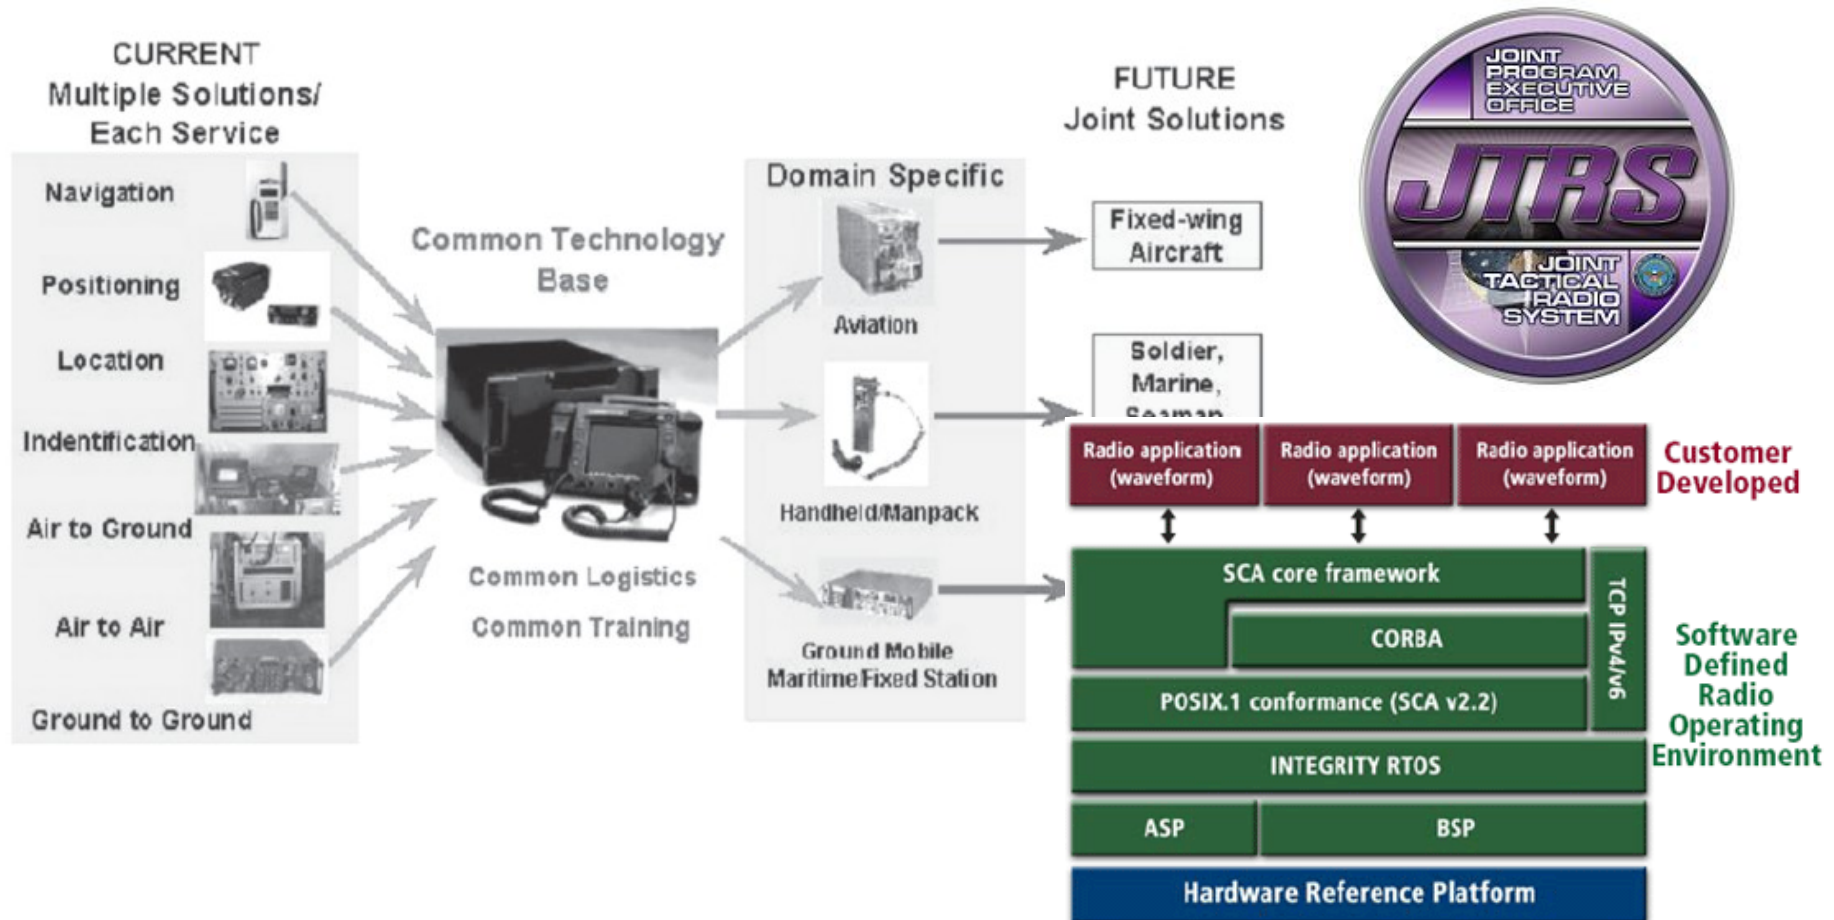 CURRENT
Multiple Solutions/
Each Service
Navigation
Positioning
Location
Indentification
Air to Ground
Air to Air
Ground to Ground
Common Technology
Base
Common Logistics
Common Training
Domain Specific
Aviation
Handheld/Manpack
Ground Mobile
Maritime/Fixed Station
FUTURE
Joint Solutions
Fixed-wing
Aircraft
Soldier,
Marine,
Seaman
JOINT
PROGRAM
EXECUTIVE
OFFICE
JTRS
JOINT
TACTICAL
RADIO
SYSTEM
Radio application
(waveform)
Radio application
(waveform)
Radio application
(waveform)
Customer
Developed
SCA core framework
CORBA
POSIX.1 conformance (SCA v2.2)
TCP IPv4/v6
INTEGRITY RTOS
ASP
BSP
Hardware Reference Platform
Software
Defined
Radio
Operating
Environment